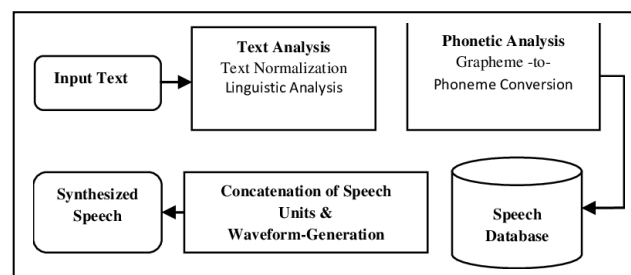 Input Text
Text Analysis
Text Normalization
Linguistic Analysis
Phonetic Analysis
Grapheme -to-
Phoneme Conversion
Synthesized
Speech
Concatenation of Speech
Units &
Waveform-Generation
Speech
Database